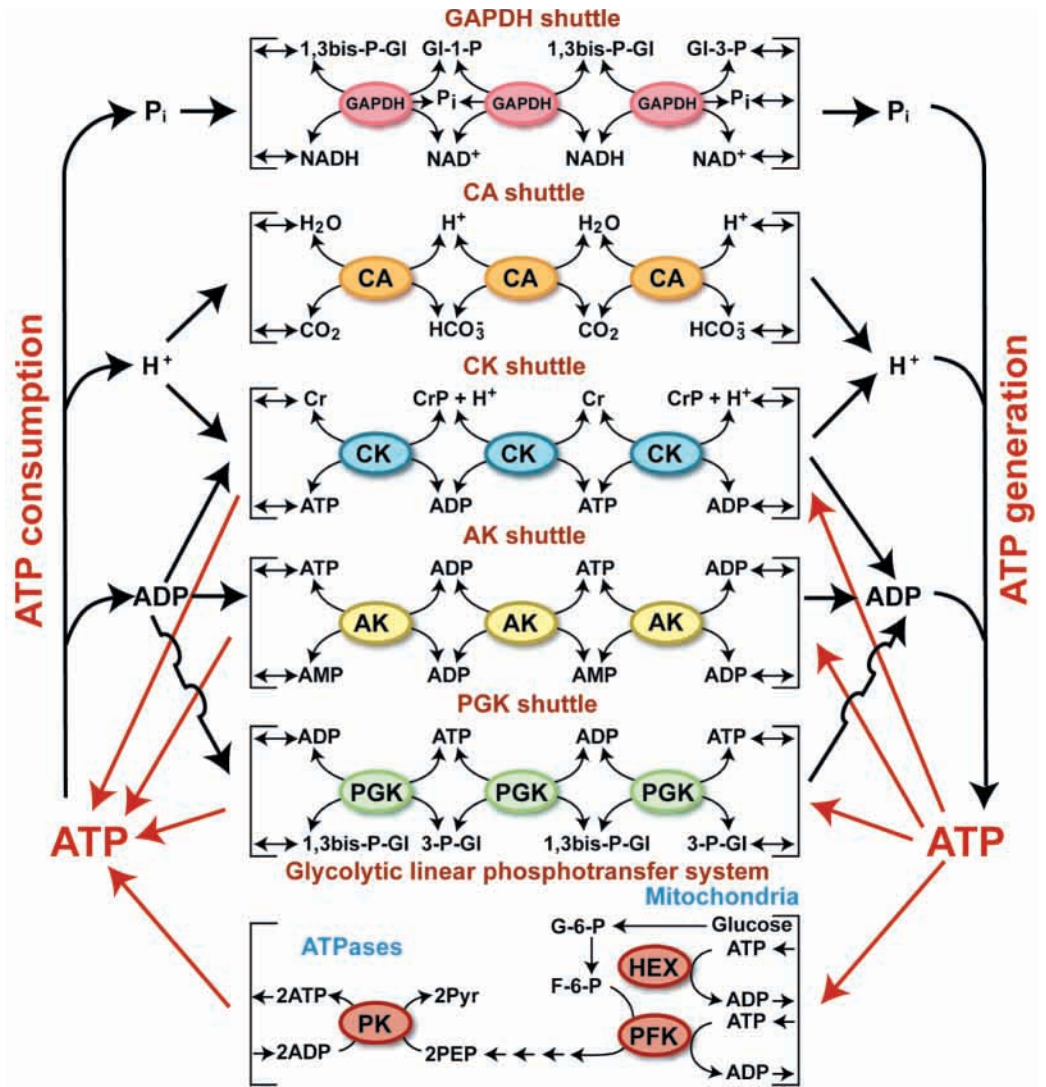 GAPDH shuttle
1,3bis-P-Gl Gl-1-P 1,3bis-P-Gl Gl-3-P
Pi GAPDH Pi GAPDH GAPDH Pi Pi
NADH NAD+ NADH NAD+
CA shuttle
H2O H+ H2O H+
CA CA CA
CO2 HCO3- CO2 HCO3-
H+ H+
CK shuttle
Cr CrP + H+ Cr CrP + H+
CK CK CK
ATP ADP ATP ADP
ATP consumption
ATP generation
AK shuttle
ATP ADP ATP ADP
ADP ADP
AK AK AK
AMP ADP AMP ADP
PGK shuttle
ADP ATP ADP ATP
PGK PGK PGK
1,3bis-P-Gl 3-P-Gl 1,3bis-P-Gl 3-P-Gl
ATP ATP
Glycolytic linear phosphotransfer system
Mitochondria
G-6-P Glucose
ATPases ATP
HEX
F-6-P ADP
2ATP 2Pyr ATP
PK PFK
2ADP 2PEP ADP